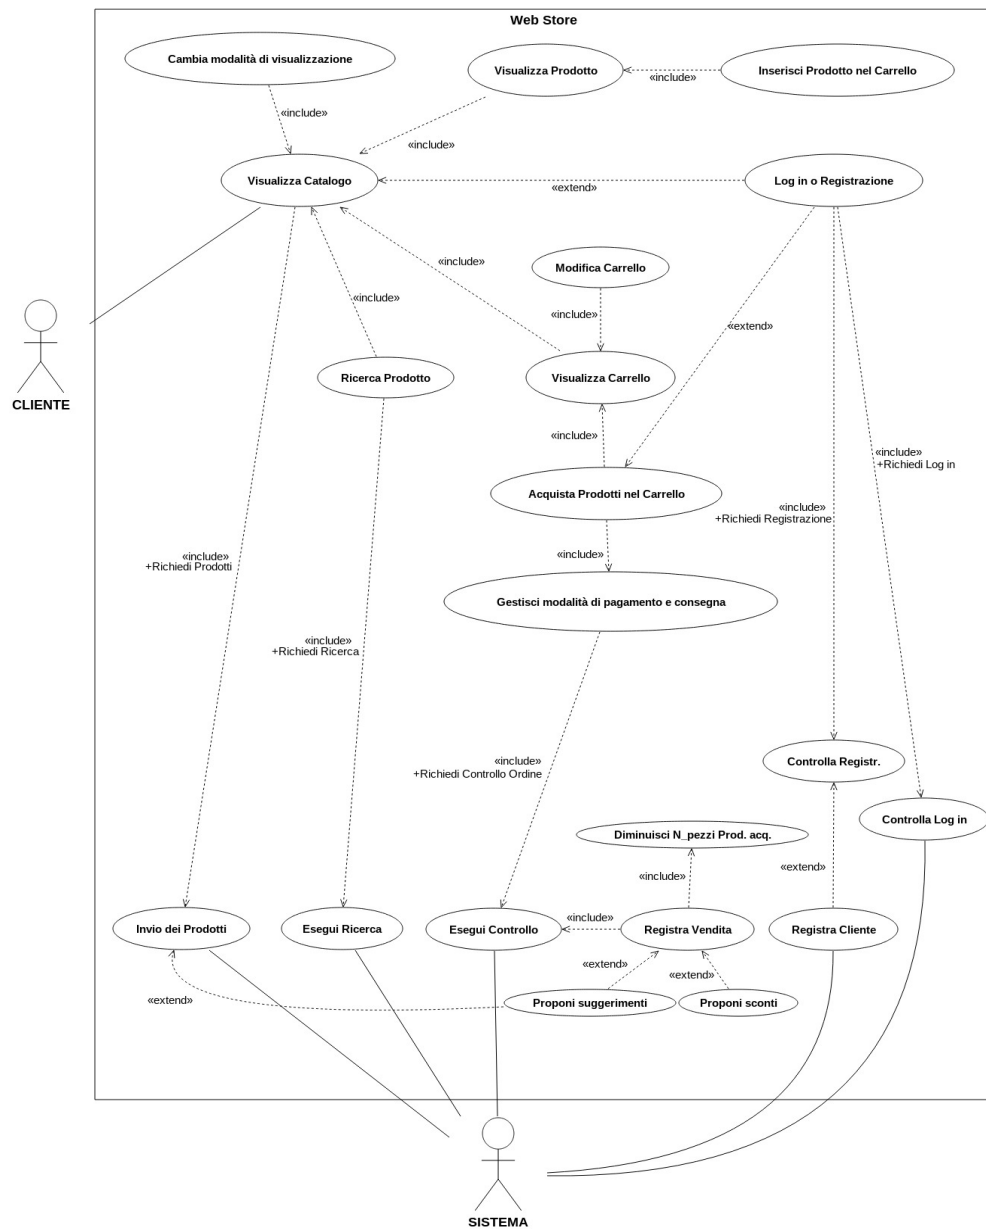 Web Store
Cambia modalità di visualizzazione
Visualizza Prodotto
«include»
Inserisci Prodotto nel Carrello
«include»
«include»
Visualizza Catalogo
«extend»
Log in o Registrazione
«include»
Modifica Carrello
«include»
«include»
«extend»
CLIENTE
Ricerca Prodotto
Visualizza Carrello
«include»
«include»
+Richiedi Log in
Acquista Prodotti nel Carrello
«include»
+Richiedi Registrazione
«include»
+Richiedi Prodotti
«include»
Gestisci modalità di pagamento e consegna
«include»
+Richiedi Ricerca
«include»
+Richiedi Controllo Ordine
Controlla Registr.
Controlla Log in
Diminuisci N_pezzi Prod. acq.
«include»
«extend»
Invio dei Prodotti
Esegui Ricerca
Esegui Controllo
«include»
Registra Vendita
Registra Cliente
«extend»
«extend»
«extend»
Proponi suggerimenti
Proponi sconti
SISTEMA